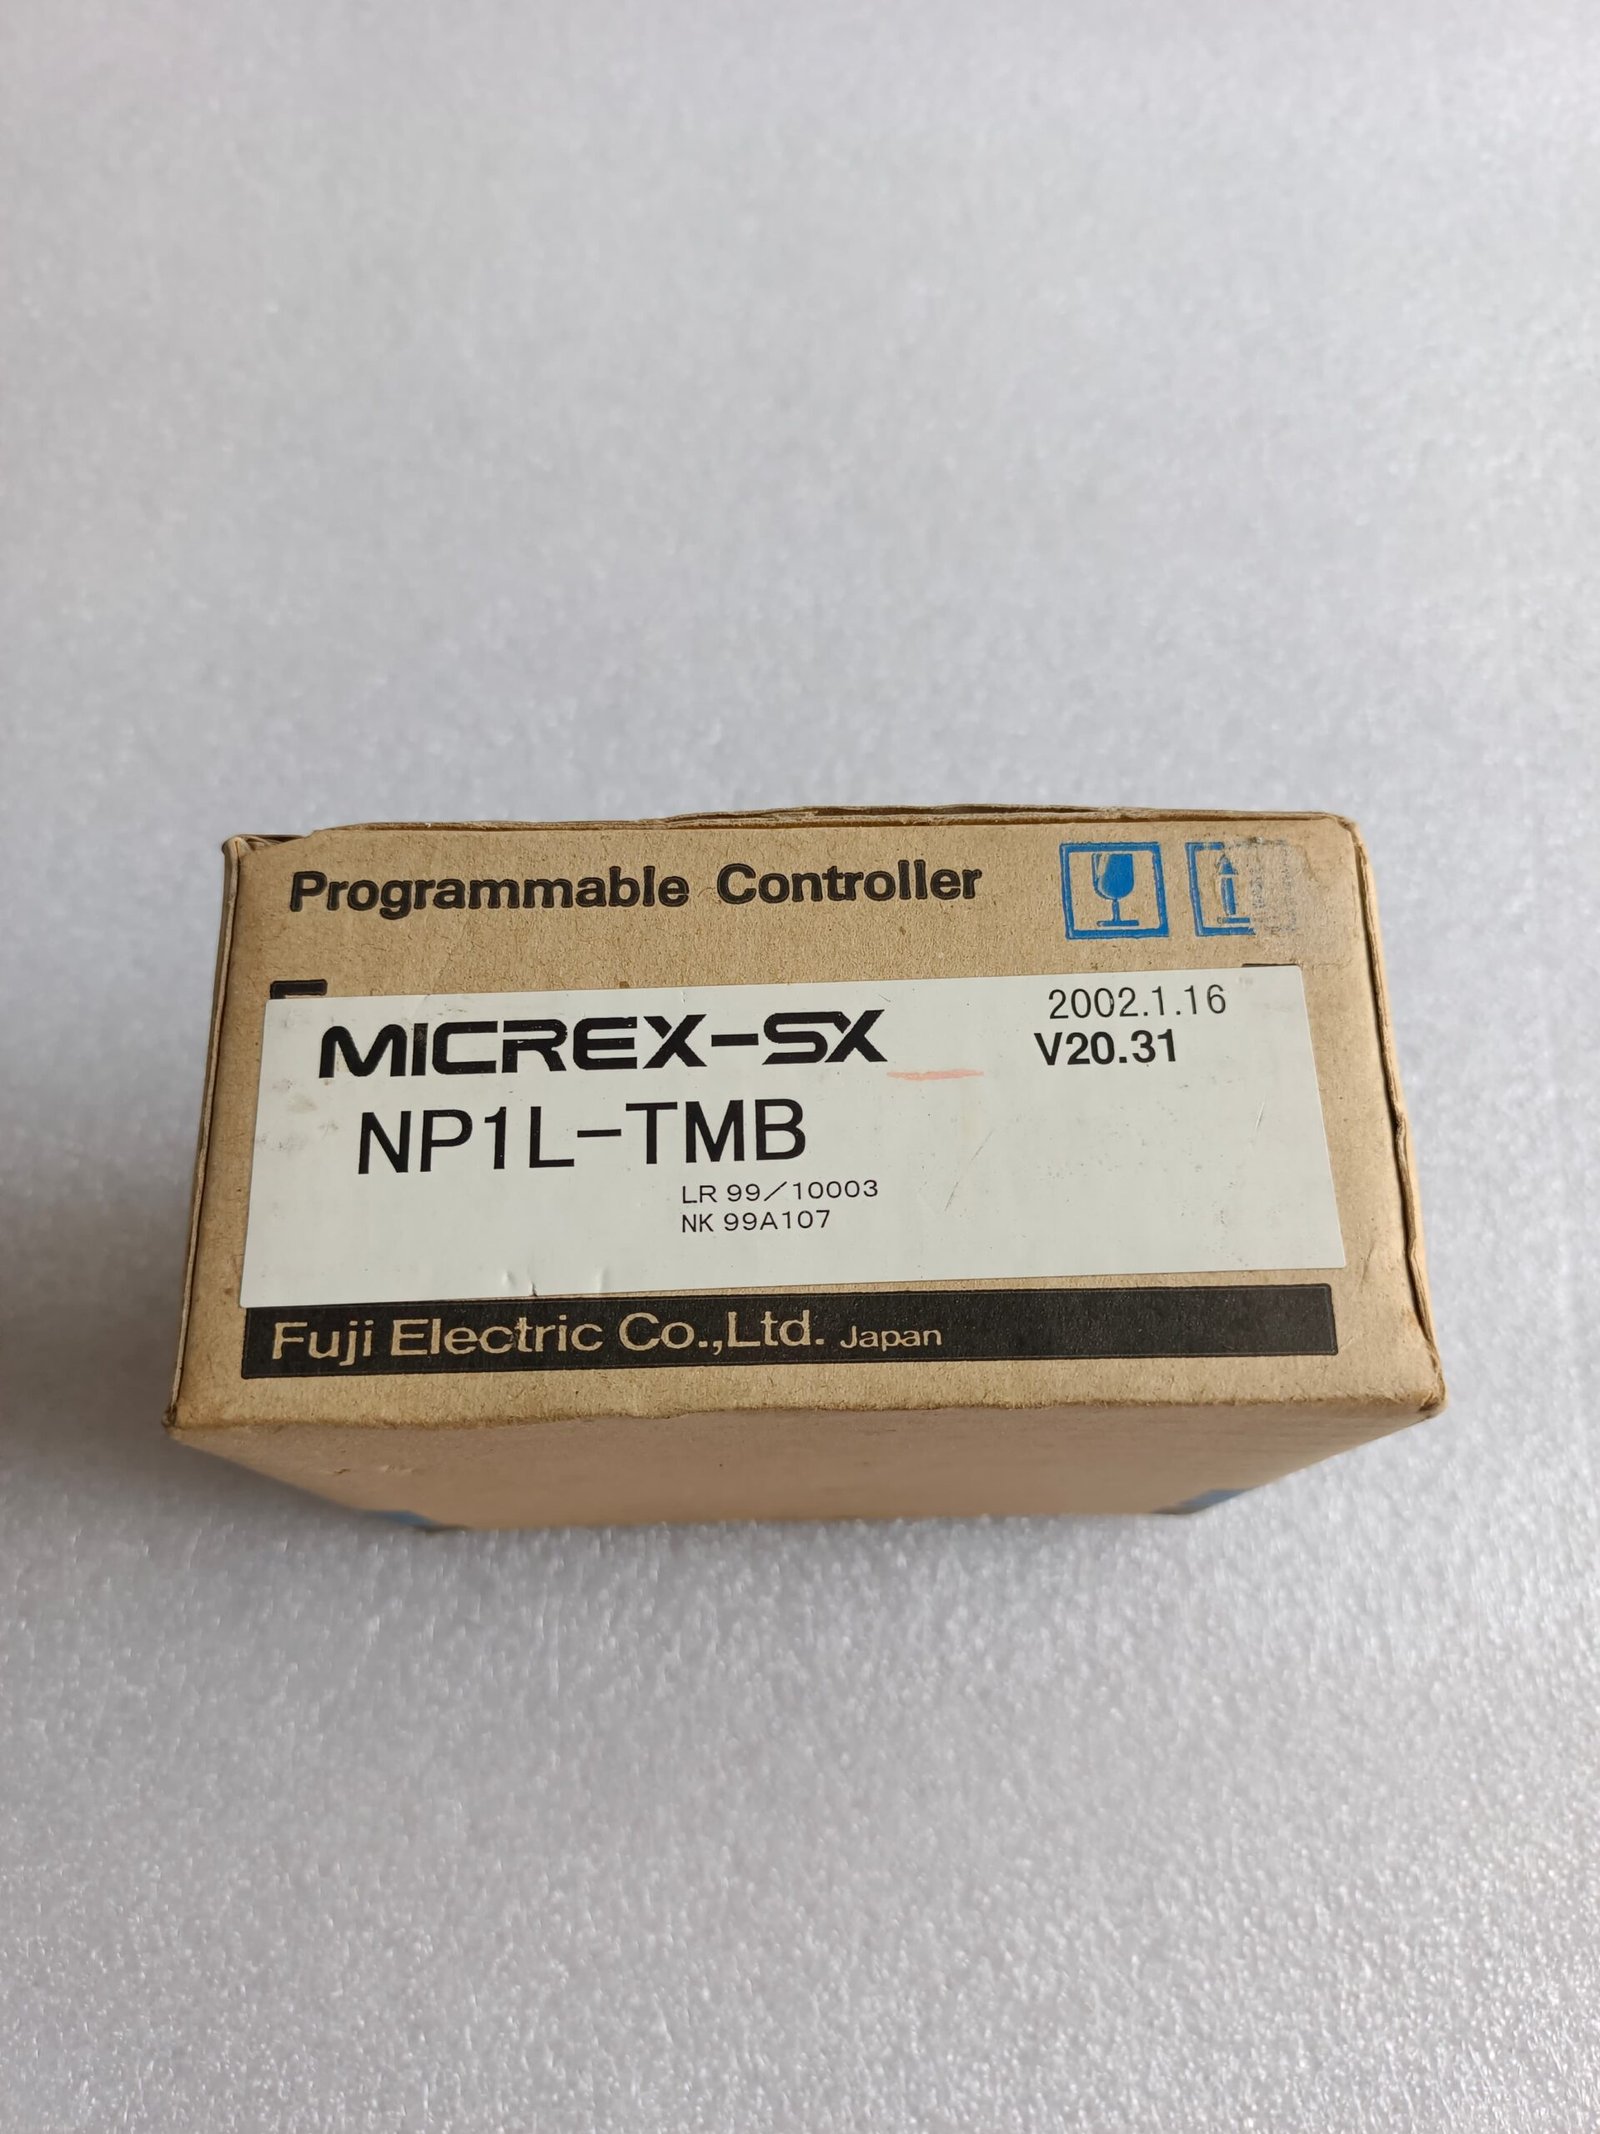 Programmable Controller
MICREX-SX
2002.1.16
V20.31
NP1L-TMB
LR 99/10003
NK 99A107
Fuji Electric Co.,Ltd. Japan